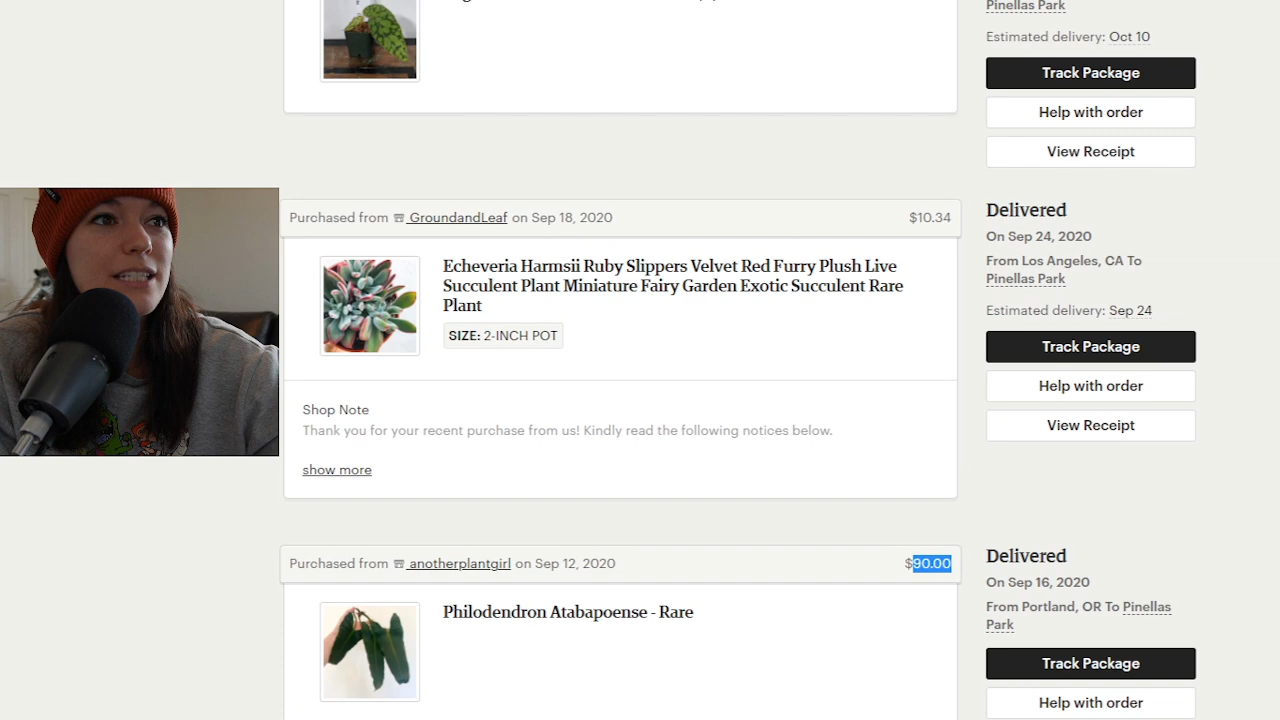 Pinellas Park
Estimated delivery: Oct 10
Track Package
Help with order
View Receipt
Purchased from GroundandLeaf on Sep 18, 2020 $10.34
Echeveria Harmsii Ruby Slippers Velvet Red Furry Plush Live
Succulent Plant Miniature Fairy Garden Exotic Succulent Rare
Plant
SIZE: 2-INCH POT
Shop Note
Thank you for your recent purchase from us! Kindly read the following notices below.
show more
Delivered
On Sep 24, 2020
From Los Angeles, CA To
Pinellas Park
Estimated delivery: Sep 24
Track Package
Help with order
View Receipt
Purchased from anotherplantgirl on Sep 12, 2020 $90.00
Philodendron Atabapoense - Rare
Delivered
On Sep 16, 2020
From Portland, OR To Pinellas
Park
Track Package
Help with order